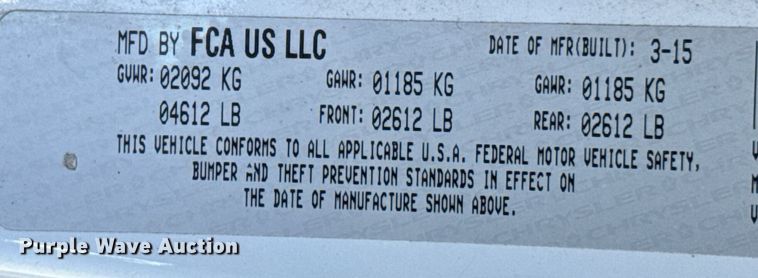 MFD BY FCA US LLC DATE OF MFR(BUILT): 3-15
GVWR: 02092 KG GAWR: 01185 KG GAWR: 01185 KG
04612 LB FRONT: 02612 LB REAR: 02612 LB
THIS VEHICLE CONFORMS TO ALL APPLICABLE U.S.A. FEDERAL MOTOR VEHICLE SAFETY,
BUMPER AND THEFT PREVENTION STANDARDS IN EFFECT ON
THE DATE OF MANUFACTURE SHOWN ABOVE.
Purple Wave Auction